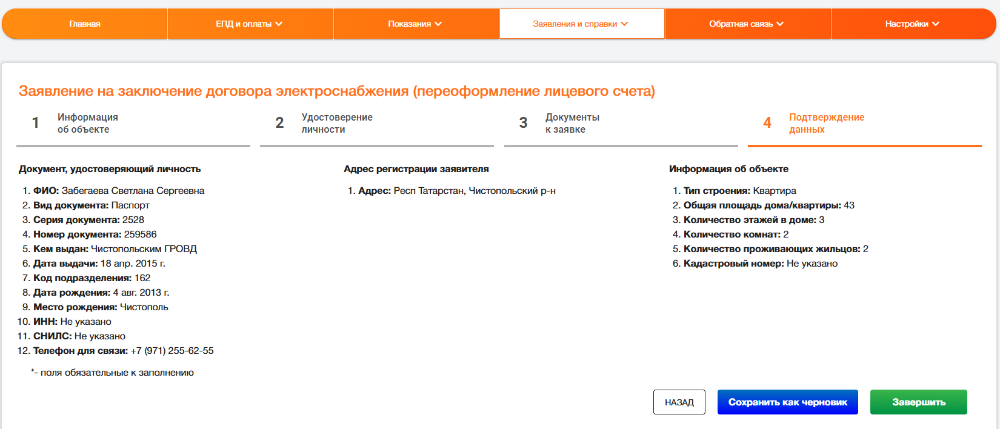 Главная
ЕПД и оплаты
Показания
Заявления и справки
Обратная связь
Настройки
Заявление на заключение договора электроснабжения (переоформление лицевого счета)
1
Информация
об объекте
2
Удостоверение
личности
3
Документы
к заявке
4
Подтверждение
данных
Документ, удостоверяющий личность
1. ФИО: Забегаева Светлана Сергеевна
2. Вид документа: Паспорт
3. Серия документа: 2528
4. Номер документа: 259586
5. Кем выдан: Чистопольским ГРОВД
6. Дата выдачи: 18 апр. 2015 г.
7. Код подразделения: 162
8. Дата рождения: 4 авг. 2013 г.
9. Место рождения: Чистополь
10. ИНН: Не указано
11. СНИЛС: Не указано
12. Телефон для связи: +7 (971) 255-62-55
*- поля обязательные к заполнению
Адрес регистрации заявителя
1. Адрес: Респ Татарстан, Чистопольский р-н
Информация об объекте
1. Тип строения: Квартира
2. Общая площадь дома/квартиры: 43
3. Количество этажей в доме: 3
4. Количество комнат: 2
5. Количество проживающих жильцов: 2
6. Кадастровый номер: Не указано
НАЗАД
Сохранить как черновик
Завершить